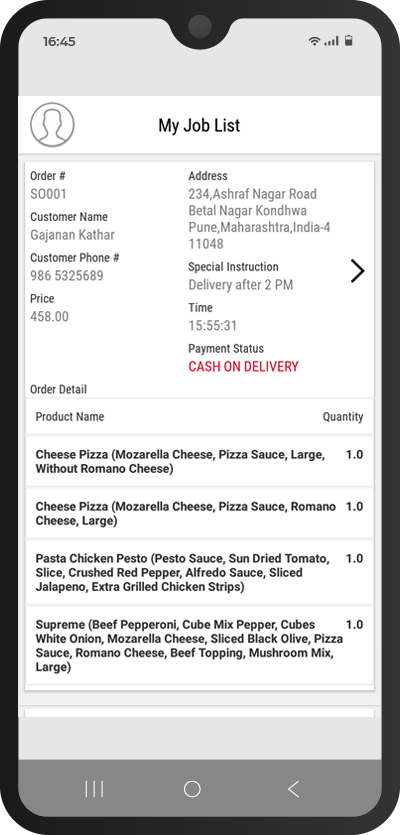 16:45
My Job List
Order #
SO001
Customer Name
Gajanan Kathar
Customer Phone #
986 5325689
Price
458.00
Address
234,Ashraf Nagar Road
Betal Nagar Kondhwa
Pune,Maharashtra,India-4
11048
Special Instruction
Delivery after 2 PM
Time
15:55:31
Payment Status
CASH ON DELIVERY
Order Detail
Product Name Quantity
Cheese Pizza (Mozarella Cheese, Pizza Sauce, Large, 1.0
Without Romano Cheese)
Cheese Pizza (Mozarella Cheese, Pizza Sauce, Romano 1.0
Cheese, Large)
Pasta Chicken Pesto (Pesto Sauce, Sun Dried Tomato, 1.0
Slice, Crushed Red Pepper, Alfredo Sauce, Sliced
Jalapeno, Extra Grilled Chicken Strips)
Supreme (Beef Pepperoni, Cube Mix Pepper, Cubes 1.0
White Onion, Mozarella Cheese, Sliced Black Olive, Pizza
Sauce, Romano Cheese, Beef Topping, Mushroom Mix,
Large)